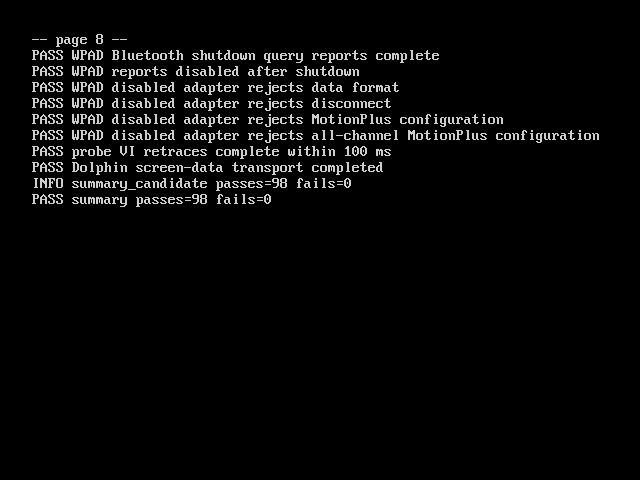 -- page 8 --
PASS WPAD Bluetooth shutdown query reports complete
PASS WPAD reports disabled after shutdown
PASS WPAD disabled adapter rejects data format
PASS WPAD disabled adapter rejects disconnect
PASS WPAD disabled adapter rejects MotionPlus configuration
PASS WPAD disabled adapter rejects all-channel MotionPlus configuration
PASS probe VI retraces complete within 100 ms
PASS Dolphin screen-data transport completed
INFO summary_candidate passes=98 fails=0
PASS summary passes=98 fails=0